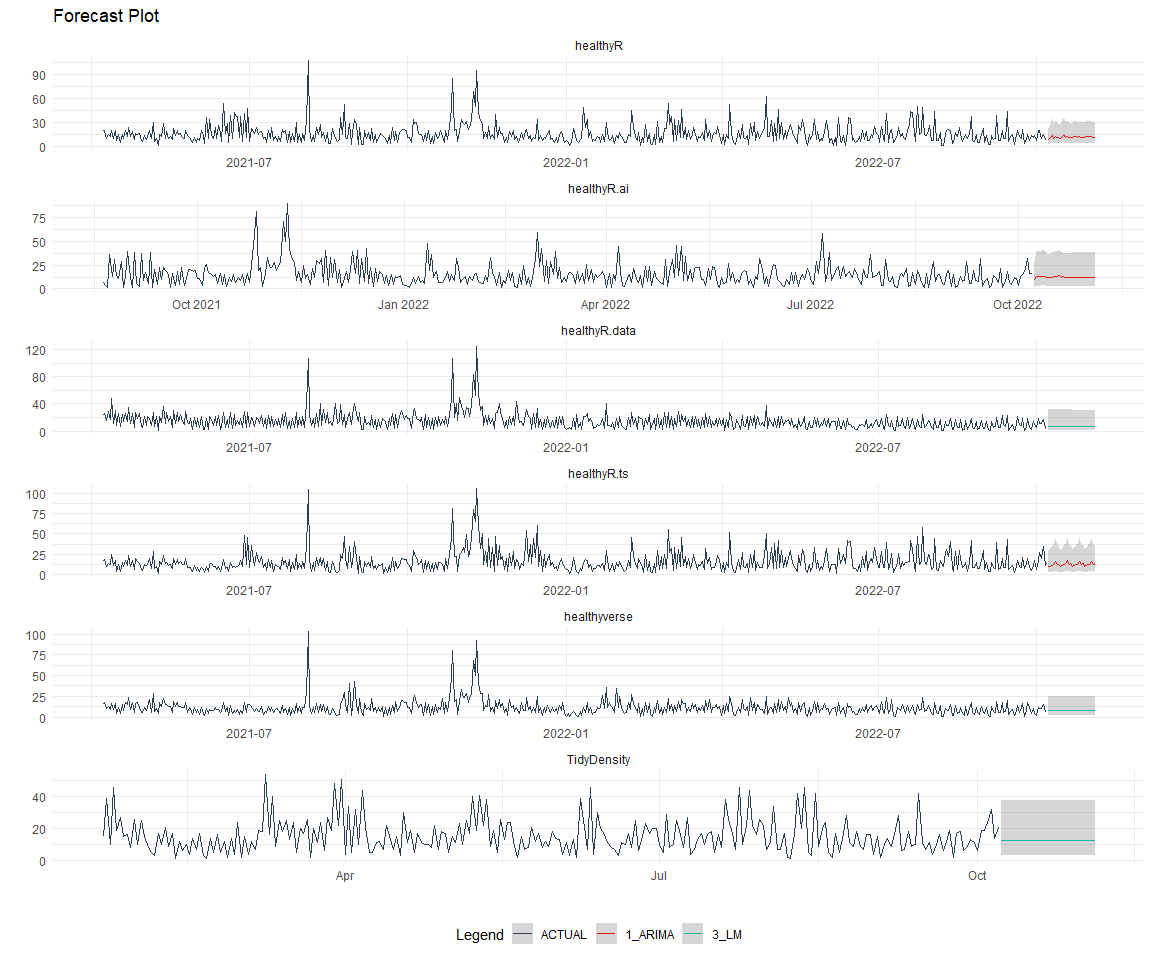 Forecast Plot
healthyR
90
60
30
0
2021-07 2022-01 2022-07
healthyR.ai
75
50
25
0
Oct 2021 Jan 2022 Apr 2022 Jul 2022 Oct 2022
healthyR.data
120
80
40
0
2021-07 2022-01 2022-07
healthyR.ts
100
75
50
25
0
2021-07 2022-01 2022-07
healthyverse
100
75
50
25
0
2021-07 2022-01 2022-07
TidyDensity
40
20
0
Apr Jul Oct
Legend ACTUAL 1_ARIMA 3_LM